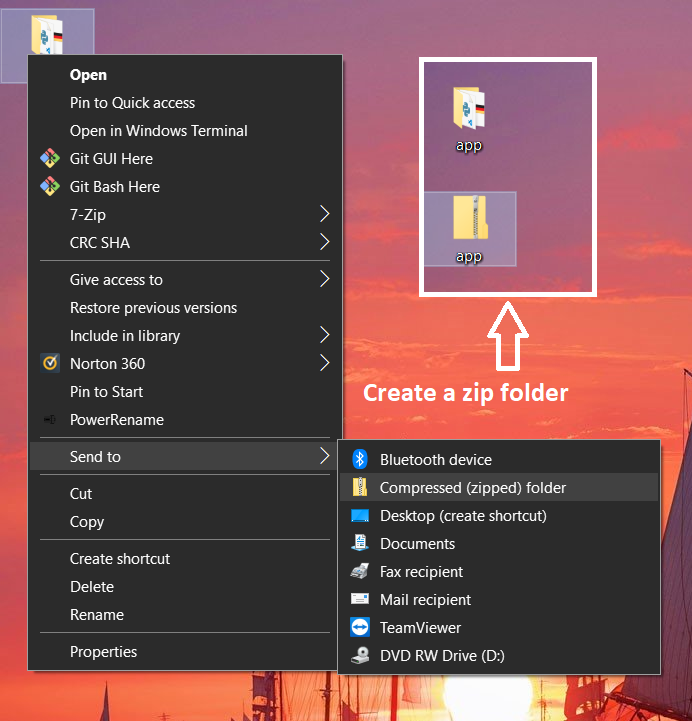 Open
Pin to Quick access
Open in Windows Terminal
Git GUI Here
Git Bash Here
7-Zip
CRC SHA
Give access to
Restore previous versions
Include in library
Norton 360
Pin to Start
PowerRename
Send to
Cut
Copy
Create shortcut
Delete
Rename
Properties
Bluetooth device
Compressed (zipped) folder
Desktop (create shortcut)
Documents
Fax recipient
Mail recipient
TeamViewer
DVD RW Drive (D:)
app
app
Create a zip folder